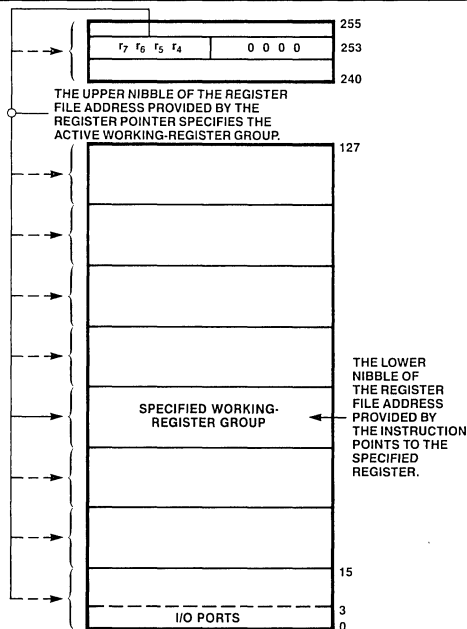 255
r7 r6 r5 r4 0 0 0 0 253
240
THE UPPER NIBBLE OF THE REGISTER
FILE ADDRESS PROVIDED BY THE
REGISTER POINTER SPECIFIES THE
ACTIVE WORKING-REGISTER GROUP.
127
SPECIFIED WORKING-
REGISTER GROUP
THE LOWER
NIBBLE OF
THE REGISTER
FILE ADDRESS
PROVIDED BY
THE INSTRUCTION
POINTS TO THE
SPECIFIED
REGISTER.
15
3
I/O PORTS
0